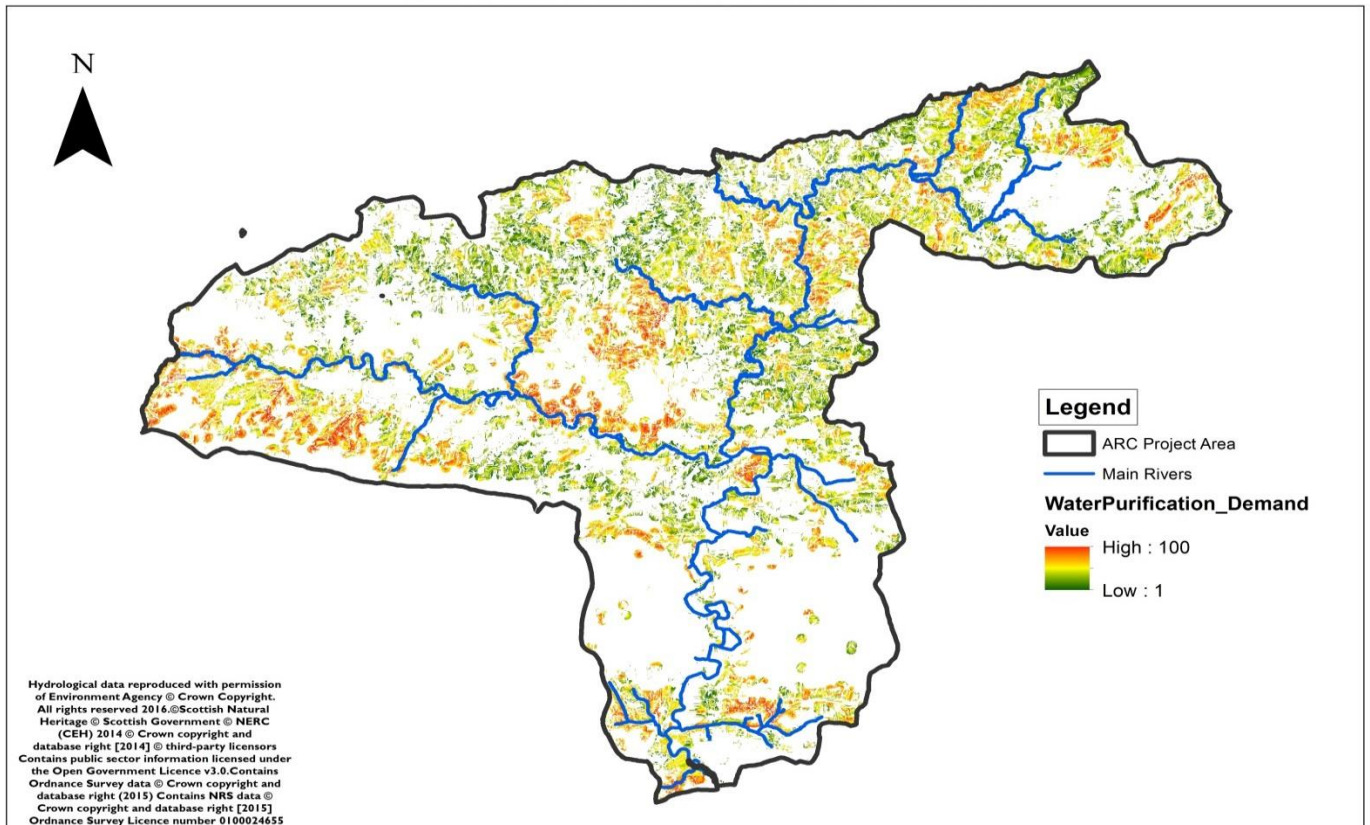 N
Legend
ARC Project Area
Main Rivers
WaterPurification_Demand
Value
High : 100
Low : 1
Hydrological data reproduced with permission
of Environment Agency © Crown Copyright.
All rights reserved 2016.©Scottish Natural
Heritage © Scottish Government © NERC
(CEH) 2014 © Crown copyright and
database right [2014] © third-party licensors
Contains public sector information licensed under
the Open Government Licence v3.0.Contains
Ordnance Survey data © Crown copyright and
database right (2015) Contains NRS data ©
Crown copyright and database right [2015]
Ordnance Survey Licence number 0100024655